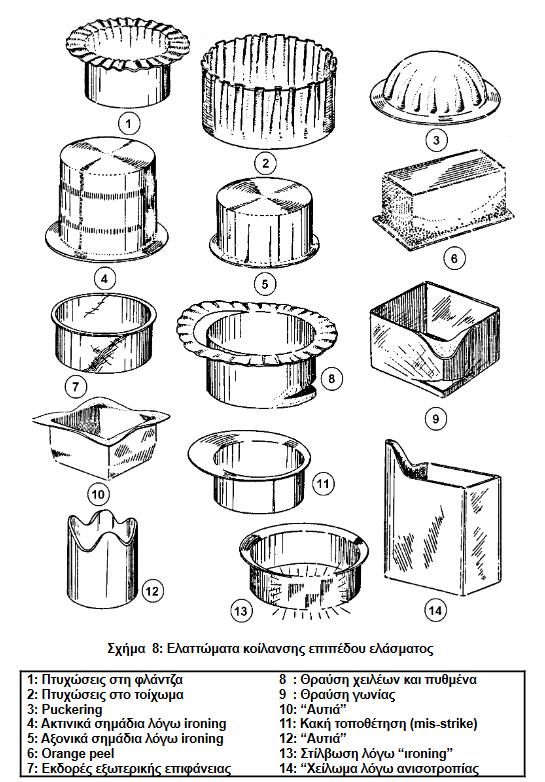 1
2
3
4
5
6
7
8
9
10
11
12
13
14
Σχήμα 8: Ελαττώματα κοίλανσης επιπέδου ελάσματος
1: Πτυχώσεις στη φλάντζα
2: Πτυχώσεις στο τοίχωμα
3: Puckering
4: Ακτινικά σημάδια λόγω ironing
5: Αξονικά σημάδια λόγω ironing
6: Orange peel
7: Εκδορές εξωτερικής επιφάνειας
8 : Θραύση χειλέων και πυθμένα
9 : Θραύση γωνίας
10: “Αυτιά”
11: Κακή τοποθέτηση (mis-strike)
12: “Αυτιά”
13: Στίλβωση λόγω “ιroning”
14: “Χείλωμα λόγω ανισοτροπίας